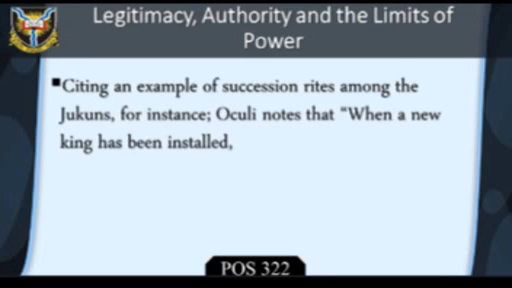 Legitimacy, Authority and the Limits of
Power
Citing an example of succession rites among the
Jukuns, for instance; Oculi notes that “When a new
king has been installed,
POS 322